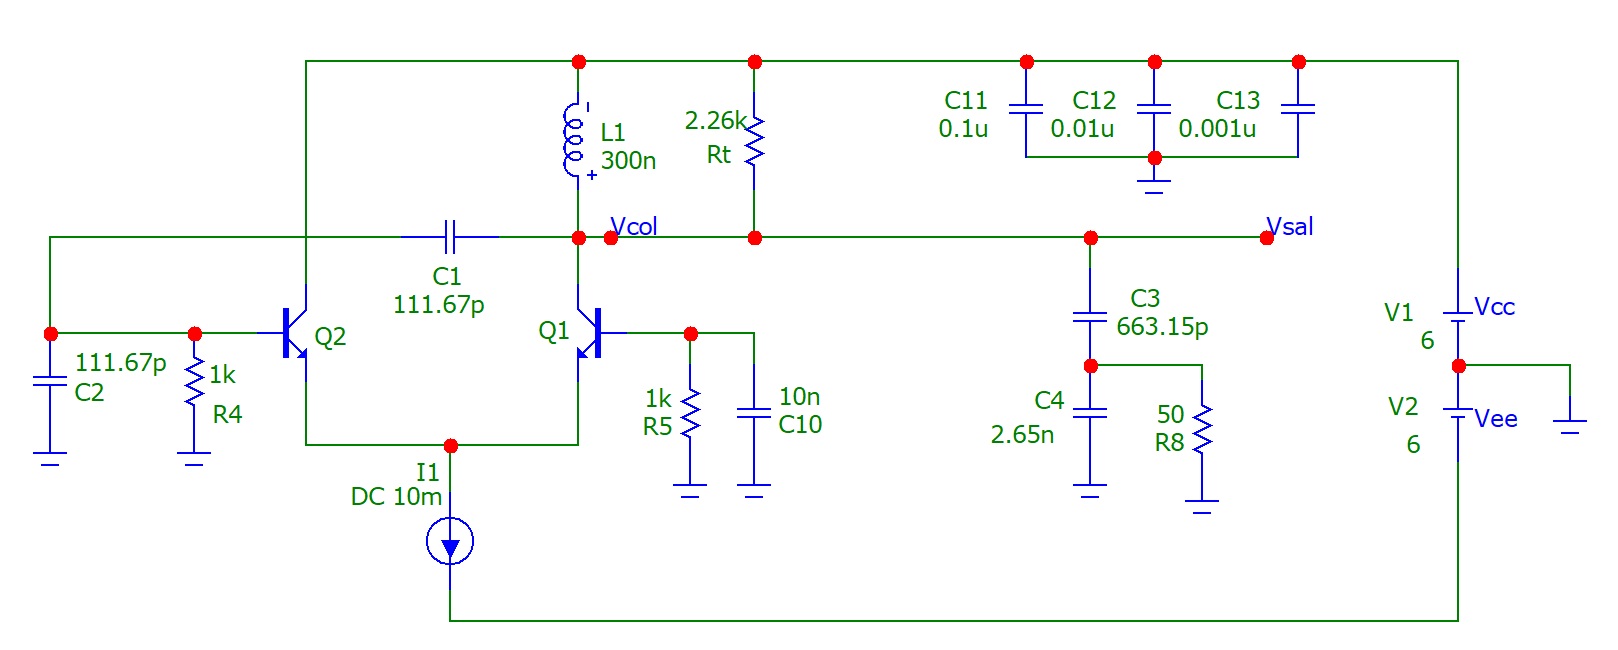 C11
0.1u
C12
0.01u
C13
0.001u
2.26k
Rt
L1
300n
+
Vcol
Vsal
C1
111.67p
C3
663.15p
V1
6
Vcc
Q2
Q1
111.67p
C2
1k
R4
1k
R5
10n
C10
C4
2.65n
50
R8
V2
6
Vee
I1
DC 10m